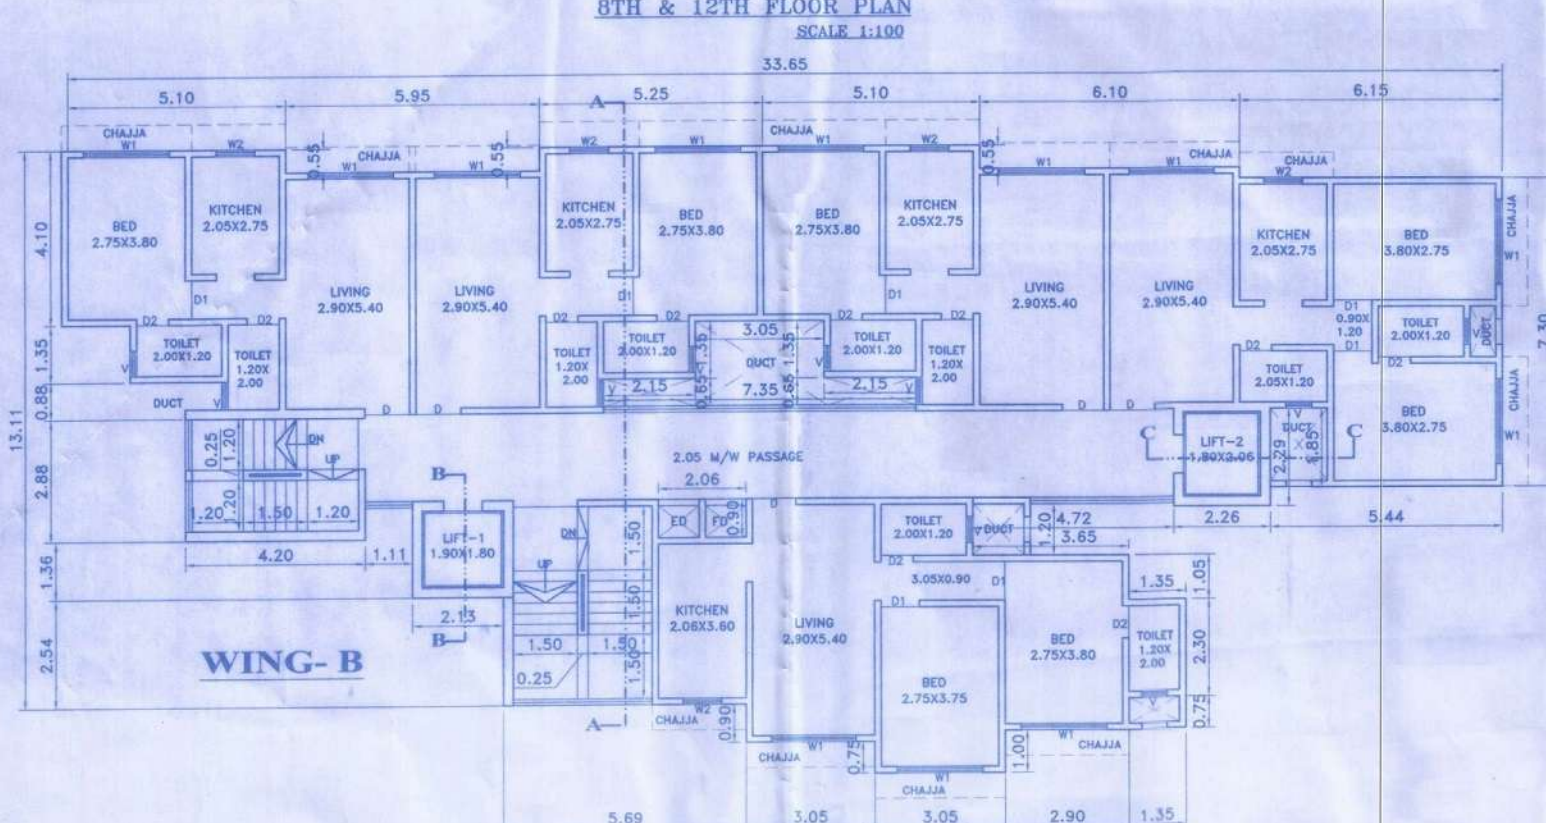 8TH & 12TH FLOOR PLAN
SCALE 1:100
33.65
5.10 5.95 A 5.25 5.10 6.10 6.15
CHAJJA W1 W2 0.55 CHAJJA W1 W1 0.55 W2 W1 CHAJJA W1 W2 0.55 W1 W1 CHAJJA CHAJJA W2
BED
2.75X3.80
KITCHEN
2.05X2.75
LIVING
2.90X5.40
LIVING
2.90X5.40
KITCHEN
2.05X2.75
BED
2.75X3.80
BED
2.75X3.80
KITCHEN
2.05X2.75
LIVING
2.90X5.40
LIVING
2.90X5.40
KITCHEN
2.05X2.75
BED
3.80X2.75
CHAJJA
W1
4.10
13.11
7.30
D1 D1 D1 D1
0.90X
1.20
D1
D2 D2 D2 D2 D2 D2 D2 D2
TOILET
2.00X1.20
TOILET
1.20X
2.00
TOILET
1.20X
2.00
TOILET
2.00X1.20
3.05
1.35 1.35
DUCT
7.35
0.65 0.65
2.15 2.15
TOILET
2.00X1.20
TOILET
1.20X
2.00
TOILET
2.05X1.20
TOILET
2.00X1.20
DUCT
V V V V V V V V
1.35
0.88
DUCT
D D D D
BED
3.80X2.75
CHAJJA
W1
2.88
0.25 1.20 DN
UP
1.20 1.20 1.50 1.20
4.20 1.11
2.05 M/W PASSAGE
2.06
C
LIFT-2
1.80X2.06
DUCT
2.29 1.85
C
2.26 5.44
B
LIFT-1
1.90X1.80
2.13
B
DN
UP
1.50
1.50
1.50
1.50 1.50
0.25
ED FD 0.90
D
TOILET
2.00X1.20
DUCT
V
1.20 4.72
3.65
D2
3.05X0.90 D1
D1
1.35 1.05
1.36
2.54
KITCHEN
2.06X3.60
LIVING
2.90X5.40
BED
2.75X3.75
BED
2.75X3.80
D2
TOILET
1.20X
2.00
2.30
V
0.75
WING- B
A
W2
CHAJJA 0.90
W1
CHAJJA 0.75
W1
CHAJJA
1.00 W1
CHAJJA
5.69 3.05 3.05 2.90 1.35